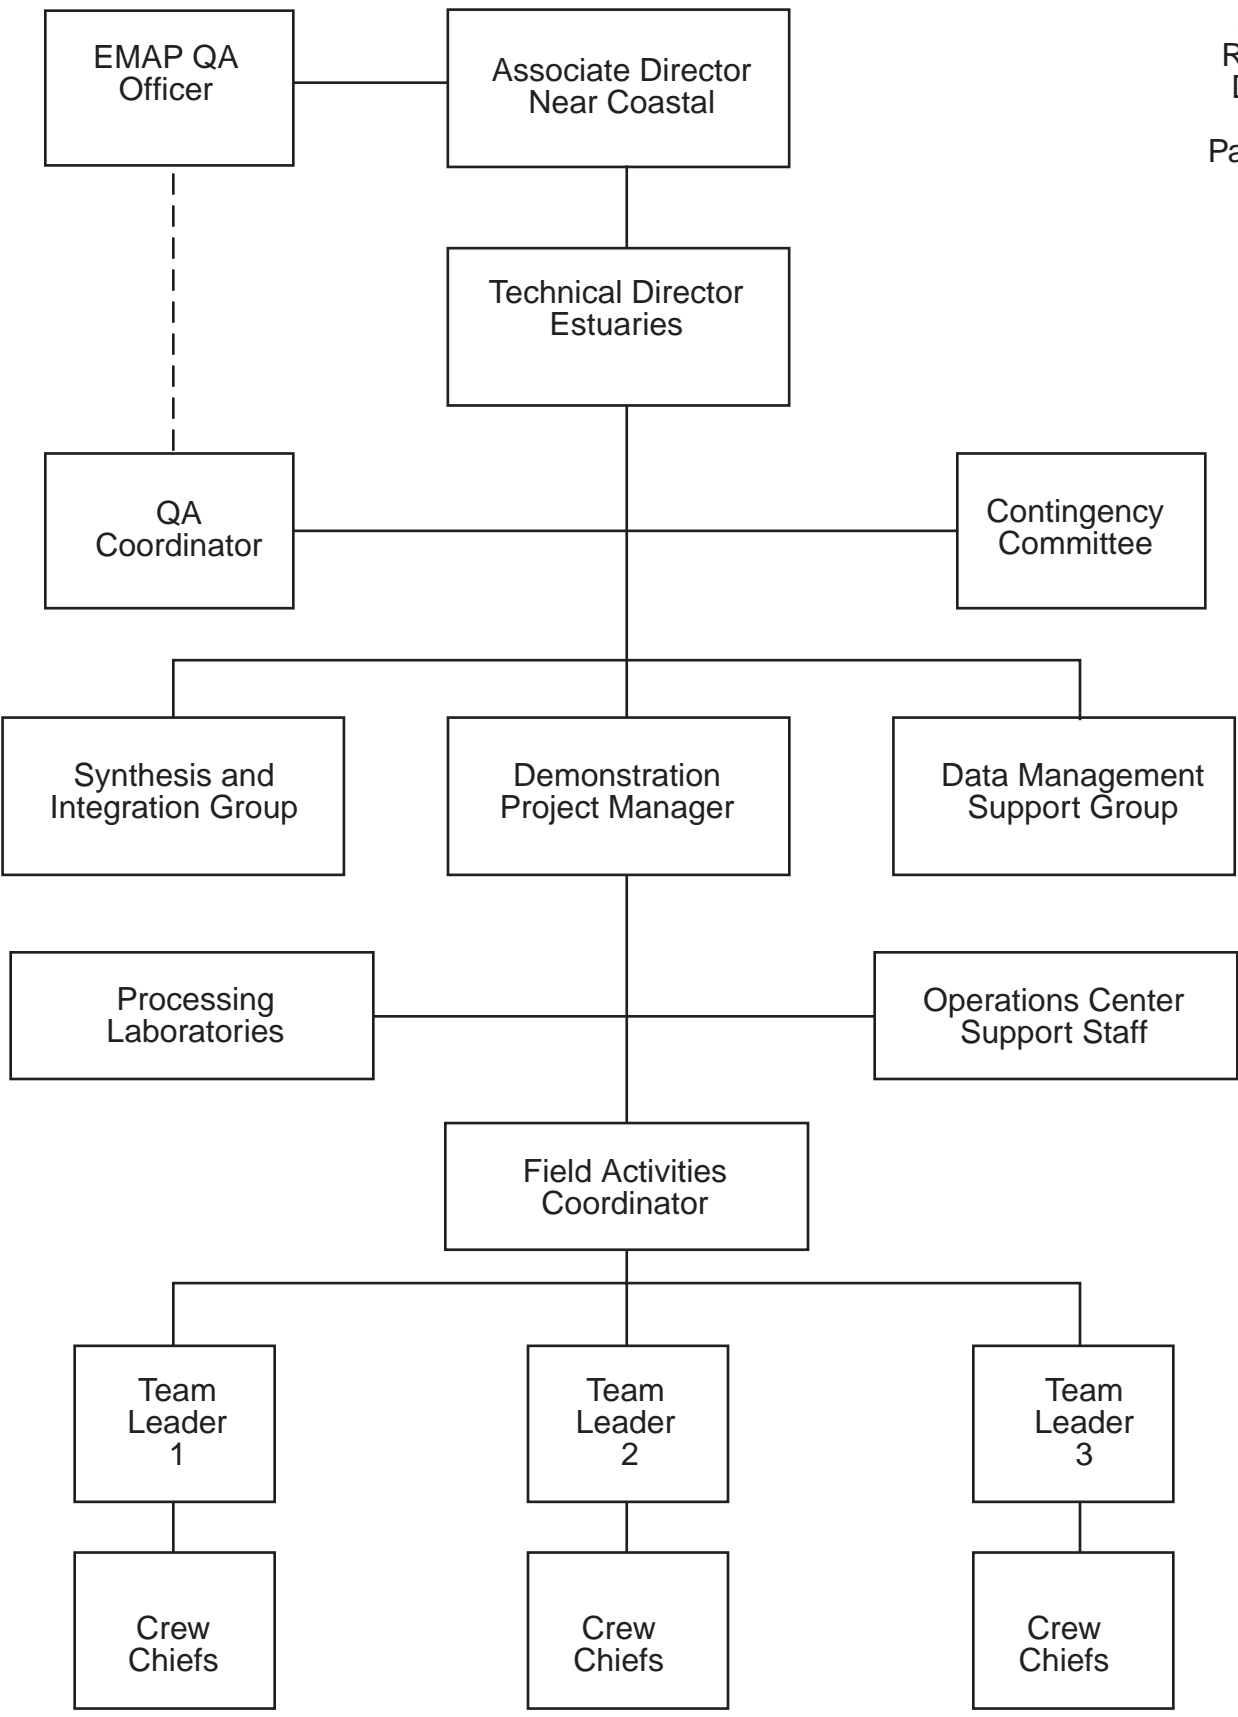 EMAP QA
Officer
Associate Director
Near Coastal
Technical Director
Estuaries
QA
Coordinator
Contingency
Committee
Synthesis and
Integration Group
Demonstration
Project Manager
Data Management
Support Group
Processing
Laboratories
Operations Center
Support Staff
Field Activities
Coordinator
Team
Leader
1
Team
Leader
2
Team
Leader
3
Crew
Chiefs
Crew
Chiefs
Crew
Chiefs